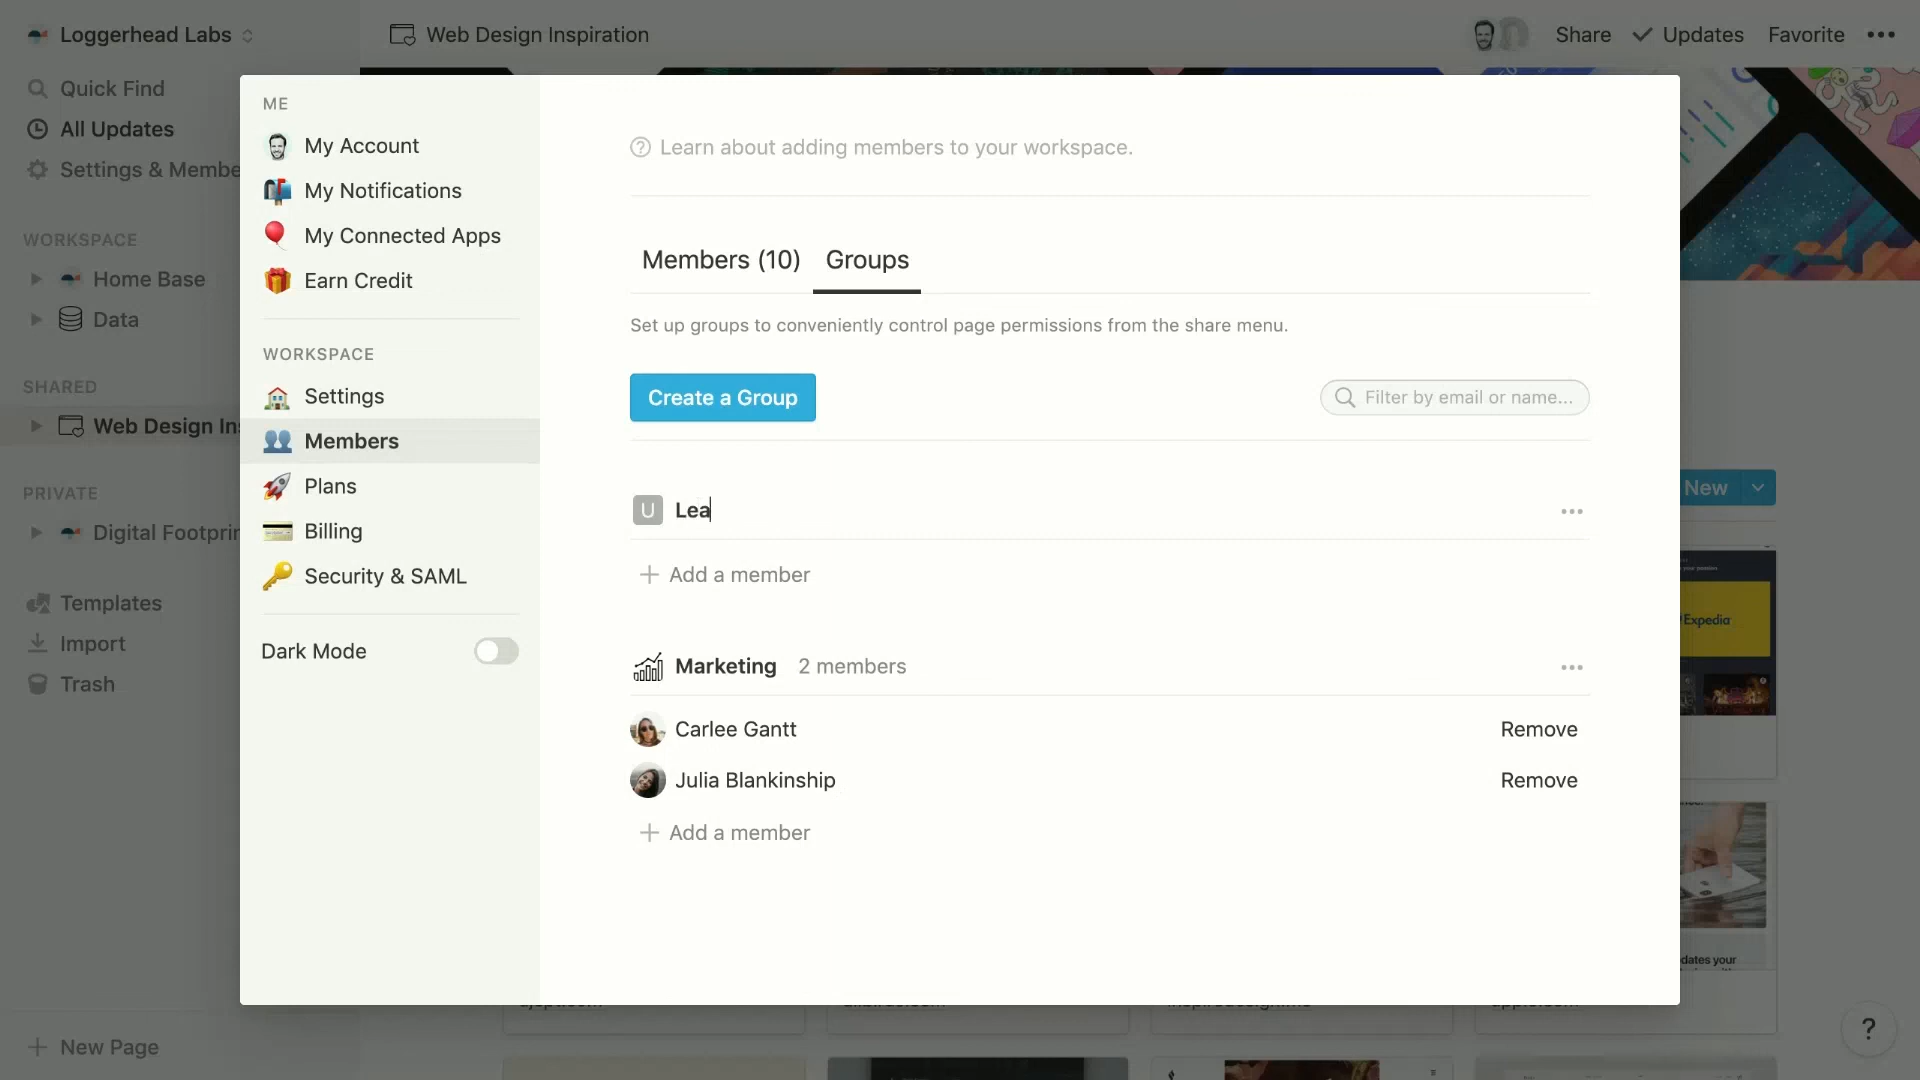 Loggerhead Labs
Web Design Inspiration
Share
Updates
Favorite
Quick Find
All Updates
Settings & Membe
WORKSPACE
Home Base
Data
SHARED
Web Design Ins
PRIVATE
Digital Footprin
Templates
Import
Trash
New Page
ME
My Account
My Notifications
My Connected Apps
Earn Credit
WORKSPACE
Settings
Members
Plans
Billing
Security & SAML
Dark Mode
Learn about adding members to your workspace.
Members (10) Groups
Set up groups to conveniently control page permissions from the share menu.
Create a Group
Filter by email or name...
U Lea
Add a member
Marketing 2 members
Carlee Gantt Remove
Julia Blankinship Remove
Add a member
New
Expedia
dates your
?